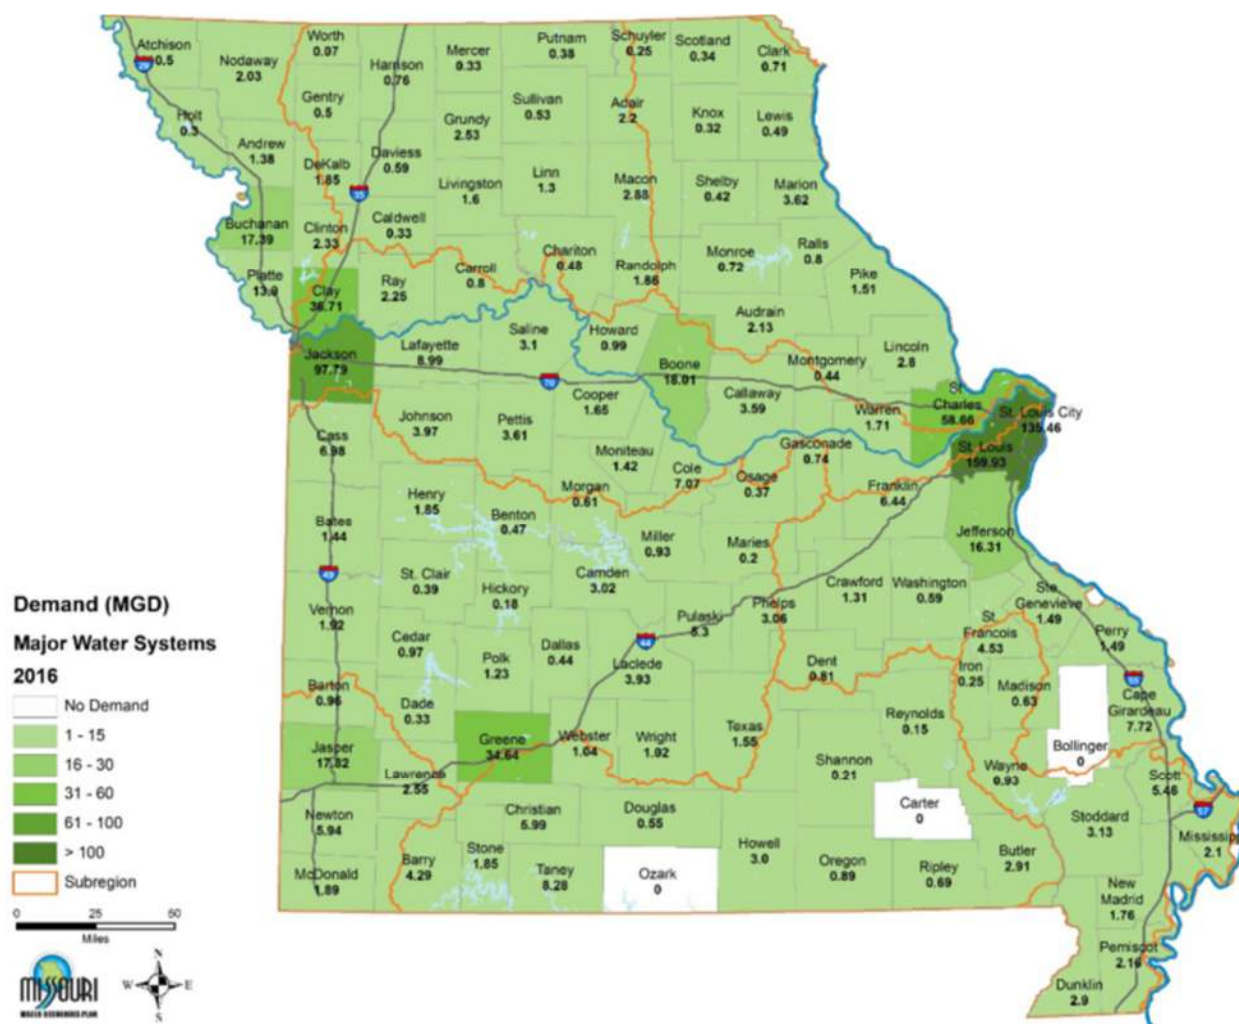 Atchison
0.5
Nodaway
2.03
Worth
0.07
Harrison
0.76
Mercer
0.33
Putnam
0.38
Schuyler
0.25
Scotland
0.34
Clark
0.71
Holt
0.3
Andrew
1.38
Gentry
0.5
DeKalb
1.85
Daviess
0.59
Grundy
2.53
Sullivan
0.53
Adair
2.2
Knox
0.32
Lewis
0.49
Livingston
1.6
Linn
1.3
Macon
2.88
Shelby
0.42
Marion
3.62
Buchanan
17.39
Clinton
2.33
Caldwell
0.33
Platte
13.9
Clay
36.71
Ray
2.25
Carroll
0.8
Chariton
0.48
Randolph
1.86
Monroe
0.72
Ralls
0.8
Pike
1.51
Audrain
2.13
Jackson
97.79
Lafayette
8.99
Saline
3.1
Howard
0.99
Boone
18.01
Callaway
3.59
Montgomery
0.44
Lincoln
2.8
Warren
1.71
St.
Charles
58.66
St. Louis City
135.46
St. Louis
159.93
Cass
6.98
Johnson
3.97
Pettis
3.61
Cooper
1.65
Moniteau
1.42
Cole
7.07
Osage
0.37
Gasconade
0.74
Franklin
6.44
Jefferson
16.31
Henry
1.85
Benton
0.47
Morgan
0.61
Miller
0.93
Maries
0.2
Bates
1.44
St. Clair
0.39
Hickory
0.18
Camden
3.02
Pulaski
5.3
Phelps
3.06
Crawford
1.31
Washington
0.59
Ste.
Genevieve
1.49
St.
Francois
4.53
Perry
1.49
Vernon
1.92
Cedar
0.97
Polk
1.23
Dallas
0.44
Laclede
3.93
Dent
0.81
Iron
0.25
Madison
0.63
Cape
Girardeau
7.72
Barton
0.96
Dade
0.33
Greene
34.64
Webster
1.04
Wright
1.02
Texas
1.55
Reynolds
0.15
Shannon
0.21
Wayne
0.93
Bollinger
0
Scott
5.46
Jasper
17.82
Lawrence
2.55
Christian
5.99
Douglas
0.55
Carter
0
Stoddard
3.13
Mississippi
2.1
Newton
5.94
McDonald
1.89
Barry
4.29
Stone
1.85
Taney
8.28
Ozark
0
Howell
3.0
Oregon
0.89
Ripley
0.69
Butler
2.91
New
Madrid
1.76
Pemiscot
2.16
Dunklin
2.9
29
35
70
44
55
57
Demand (MGD)
Major Water Systems
2016
No Demand
1 - 15
16 - 30
31 - 60
61 - 100
> 100
Subregion
0 25 50
Miles
MISSOURI
WATER RESOURCES PLAN
N
W E
S